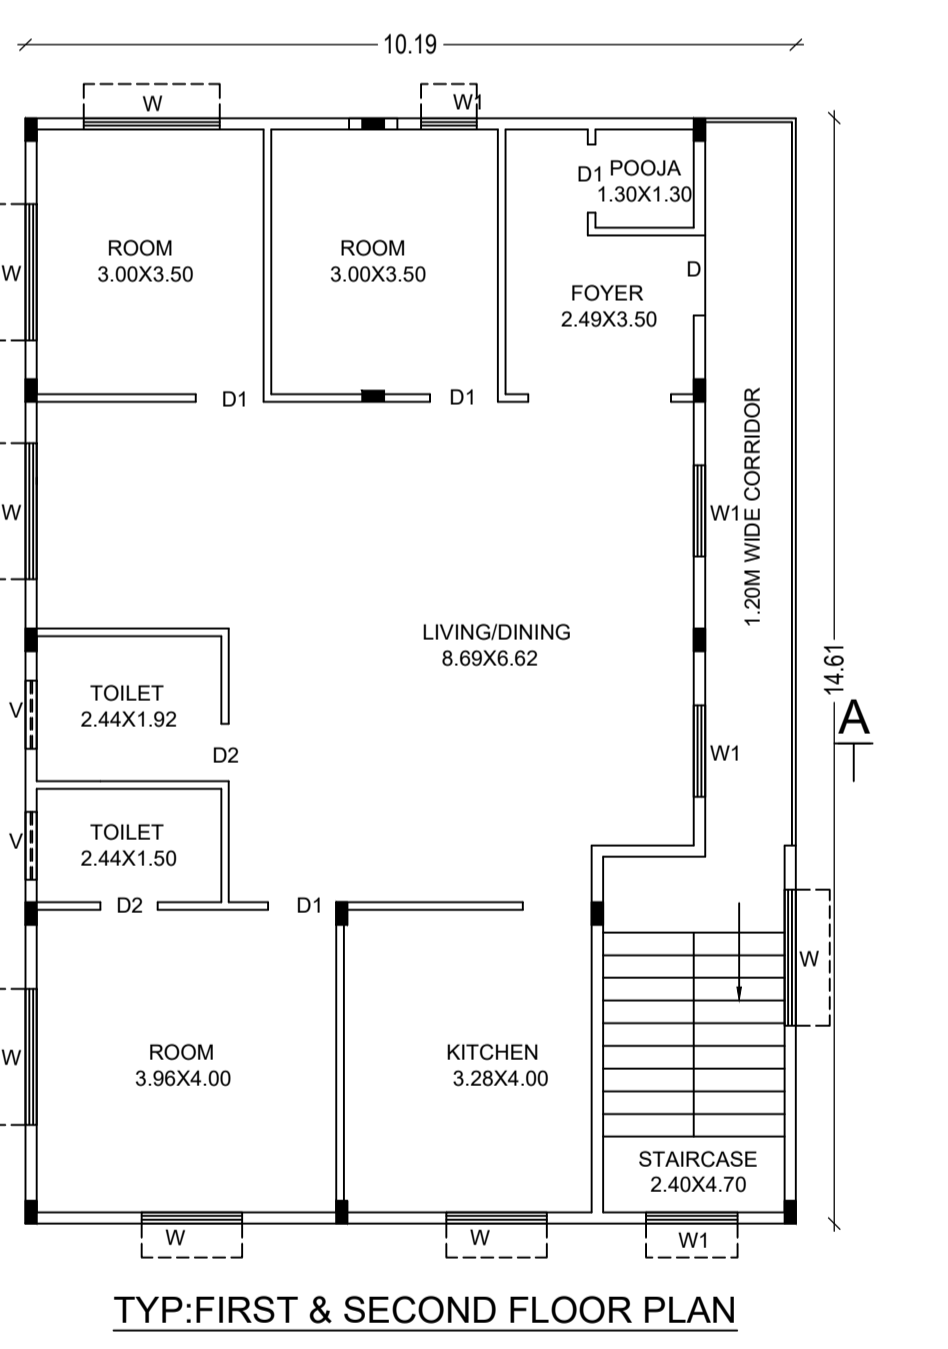 10.19
W
W1
D1 POOJA
1.30X1.30
ROOM
3.00X3.50
ROOM
3.00X3.50
W
D
FOYER
2.49X3.50
D1
D1
1.20M WIDE CORRIDOR
W
W1
LIVING/DINING
8.69X6.62
14.61
TOILET
2.44X1.92
V
A
D2
W1
TOILET
2.44X1.50
V
D2
D1
W
ROOM
3.96X4.00
KITCHEN
3.28X4.00
W
STAIRCASE
2.40X4.70
W
W
W1
TYP:FIRST & SECOND FLOOR PLAN